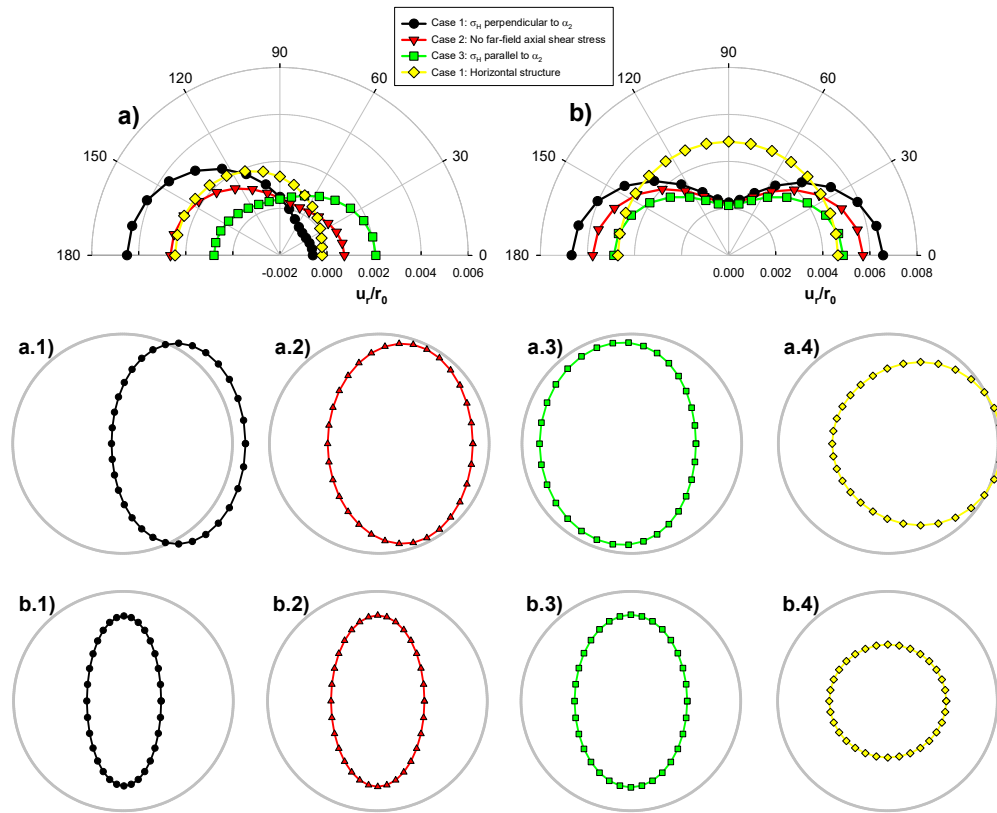 Case 1: σH perpendicular to α2
Case 2: No far-field axial shear stress
Case 3: σH parallel to α2
Case 1: Horizontal structure
a)
90
120
60
150
30
180
0
-0.002
0.000
0.002
0.004
0.006
ur/r0
b)
90
120
60
150
30
180
0
0.000
0.002
0.004
0.006
0.008
ur/r0
a.1)
a.2)
a.3)
a.4)
b.1)
b.2)
b.3)
b.4)